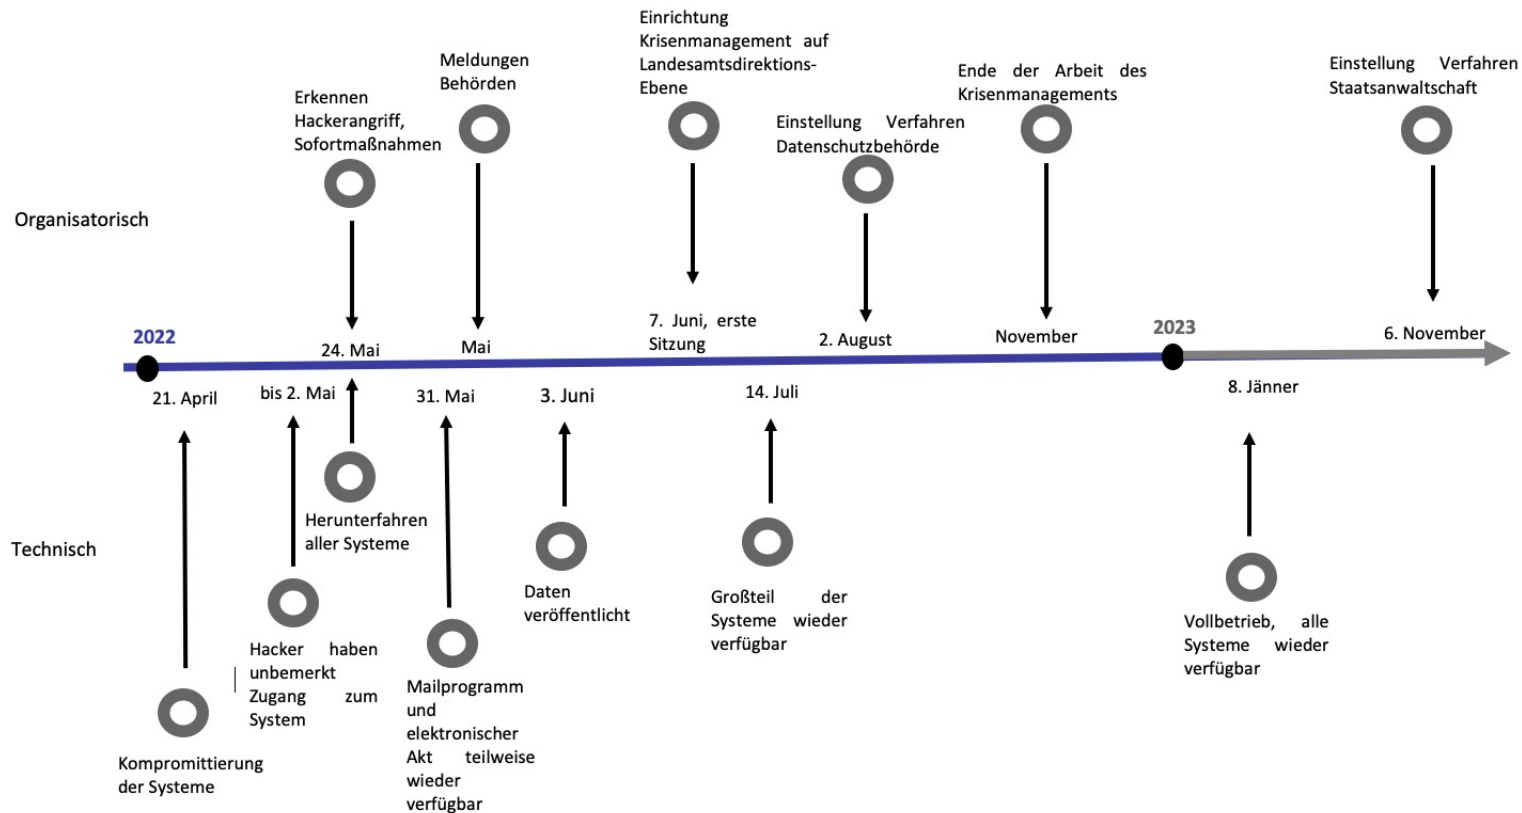 Einrichtung
Krisenmanagement auf
Landesamtsdirektions-
Ebene
Meldungen
Behörden
Ende der Arbeit des
Krisenmanagements
Einstellung Verfahren
Staatsanwaltschaft
Erkennen
Hackerangriff,
Sofortmaßnahmen
Einstellung Verfahren
Datenschutzbehörde
Organisatorisch
2022
24. Mai
Mai
7. Juni, erste
Sitzung
2. August
November
2023
6. November
21. April
bis 2. Mai
31. Mai
3. Juni
14. Juli
8. Jänner
Technisch
Herunterfahren
aller Systeme
Daten
veröffentlicht
Großteil der
Systeme wieder
verfügbar
Vollbetrieb, alle
Systeme wieder
verfügbar
Hacker haben
unbemerkt
Zugang zum
System
Mailprogramm
und
elektronischer
Akt teilweise
wieder
verfügbar
Kompromittierung
der Systeme